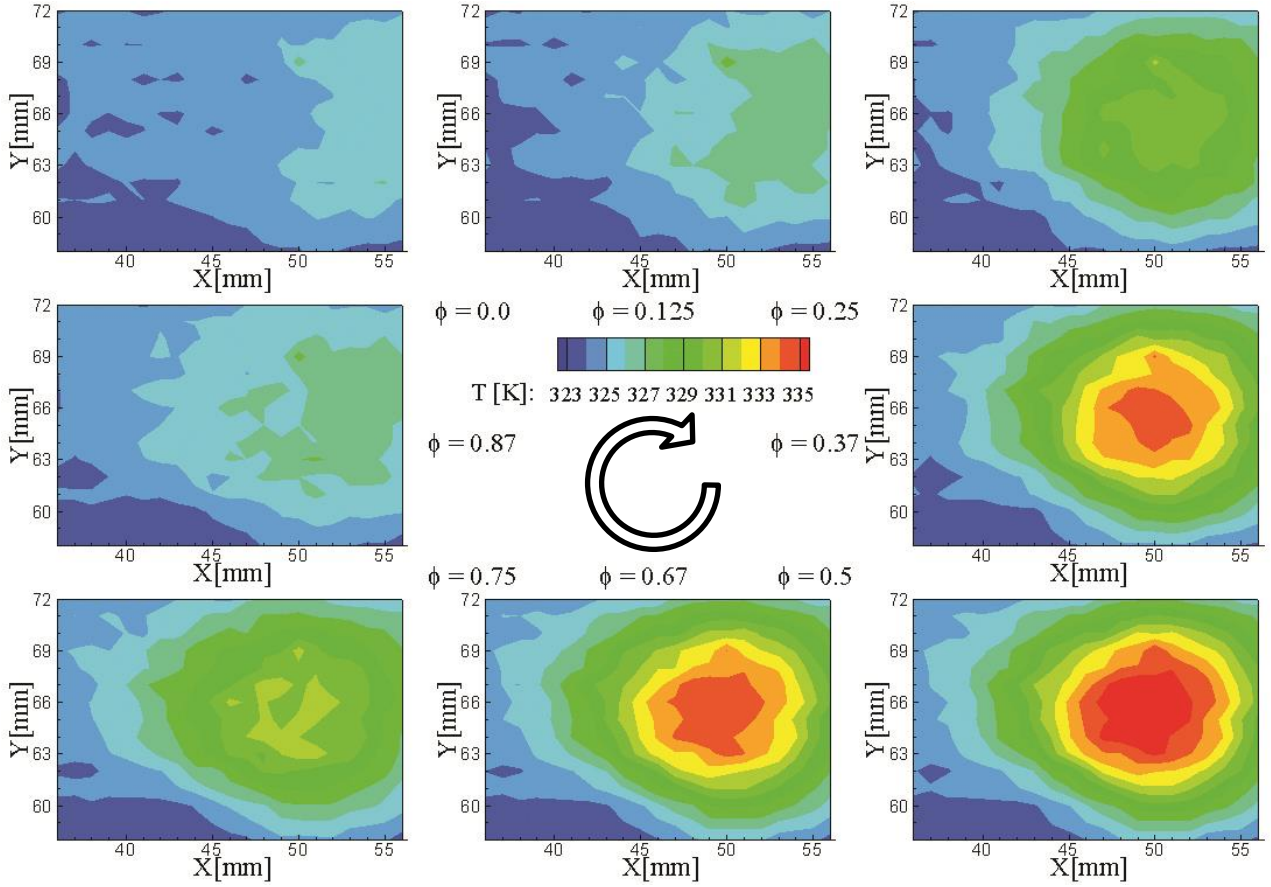 72
69
66
63
60
Y[mm]
40 45 50 55
X[mm]
72
69
66
63
60
Y[mm]
40 45 50 55
X[mm]
72
69
66
63
60
Y[mm]
40 45 50 55
X[mm]
72
69
66
63
60
Y[mm]
40 45 50 55
X[mm]
ϕ = 0.0 ϕ = 0.125 ϕ = 0.25
T [K]: 323 325 327 329 331 333 335
ϕ = 0.87 ϕ = 0.37
ϕ = 0.75 ϕ = 0.67 ϕ = 0.5
72
69
66
63
60
Y[mm]
40 45 50 55
X[mm]
72
69
66
63
60
Y[mm]
40 45 50 55
X[mm]
72
69
66
63
60
Y[mm]
40 45 50 55
X[mm]
72
69
66
63
60
Y[mm]
40 45 50 55
X[mm]